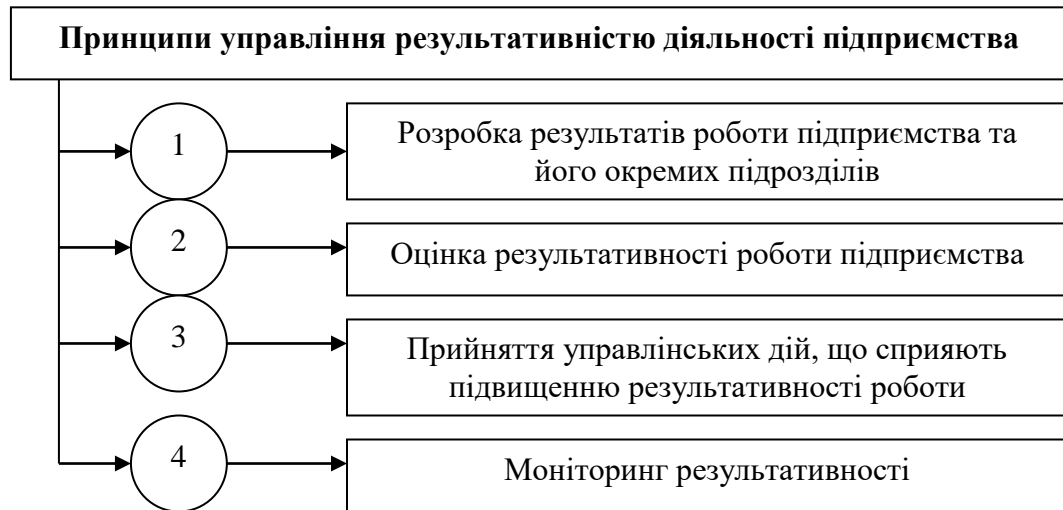 Принципи управління результативністю діяльності підприємства
1
Розробка результатів роботи підприємства та
його окремих підрозділів
2
Оцінка результативності роботи підприємства
3
Прийняття управлінських дій, що сприяють
підвищенню результативності роботи
4
Моніторинг результативності